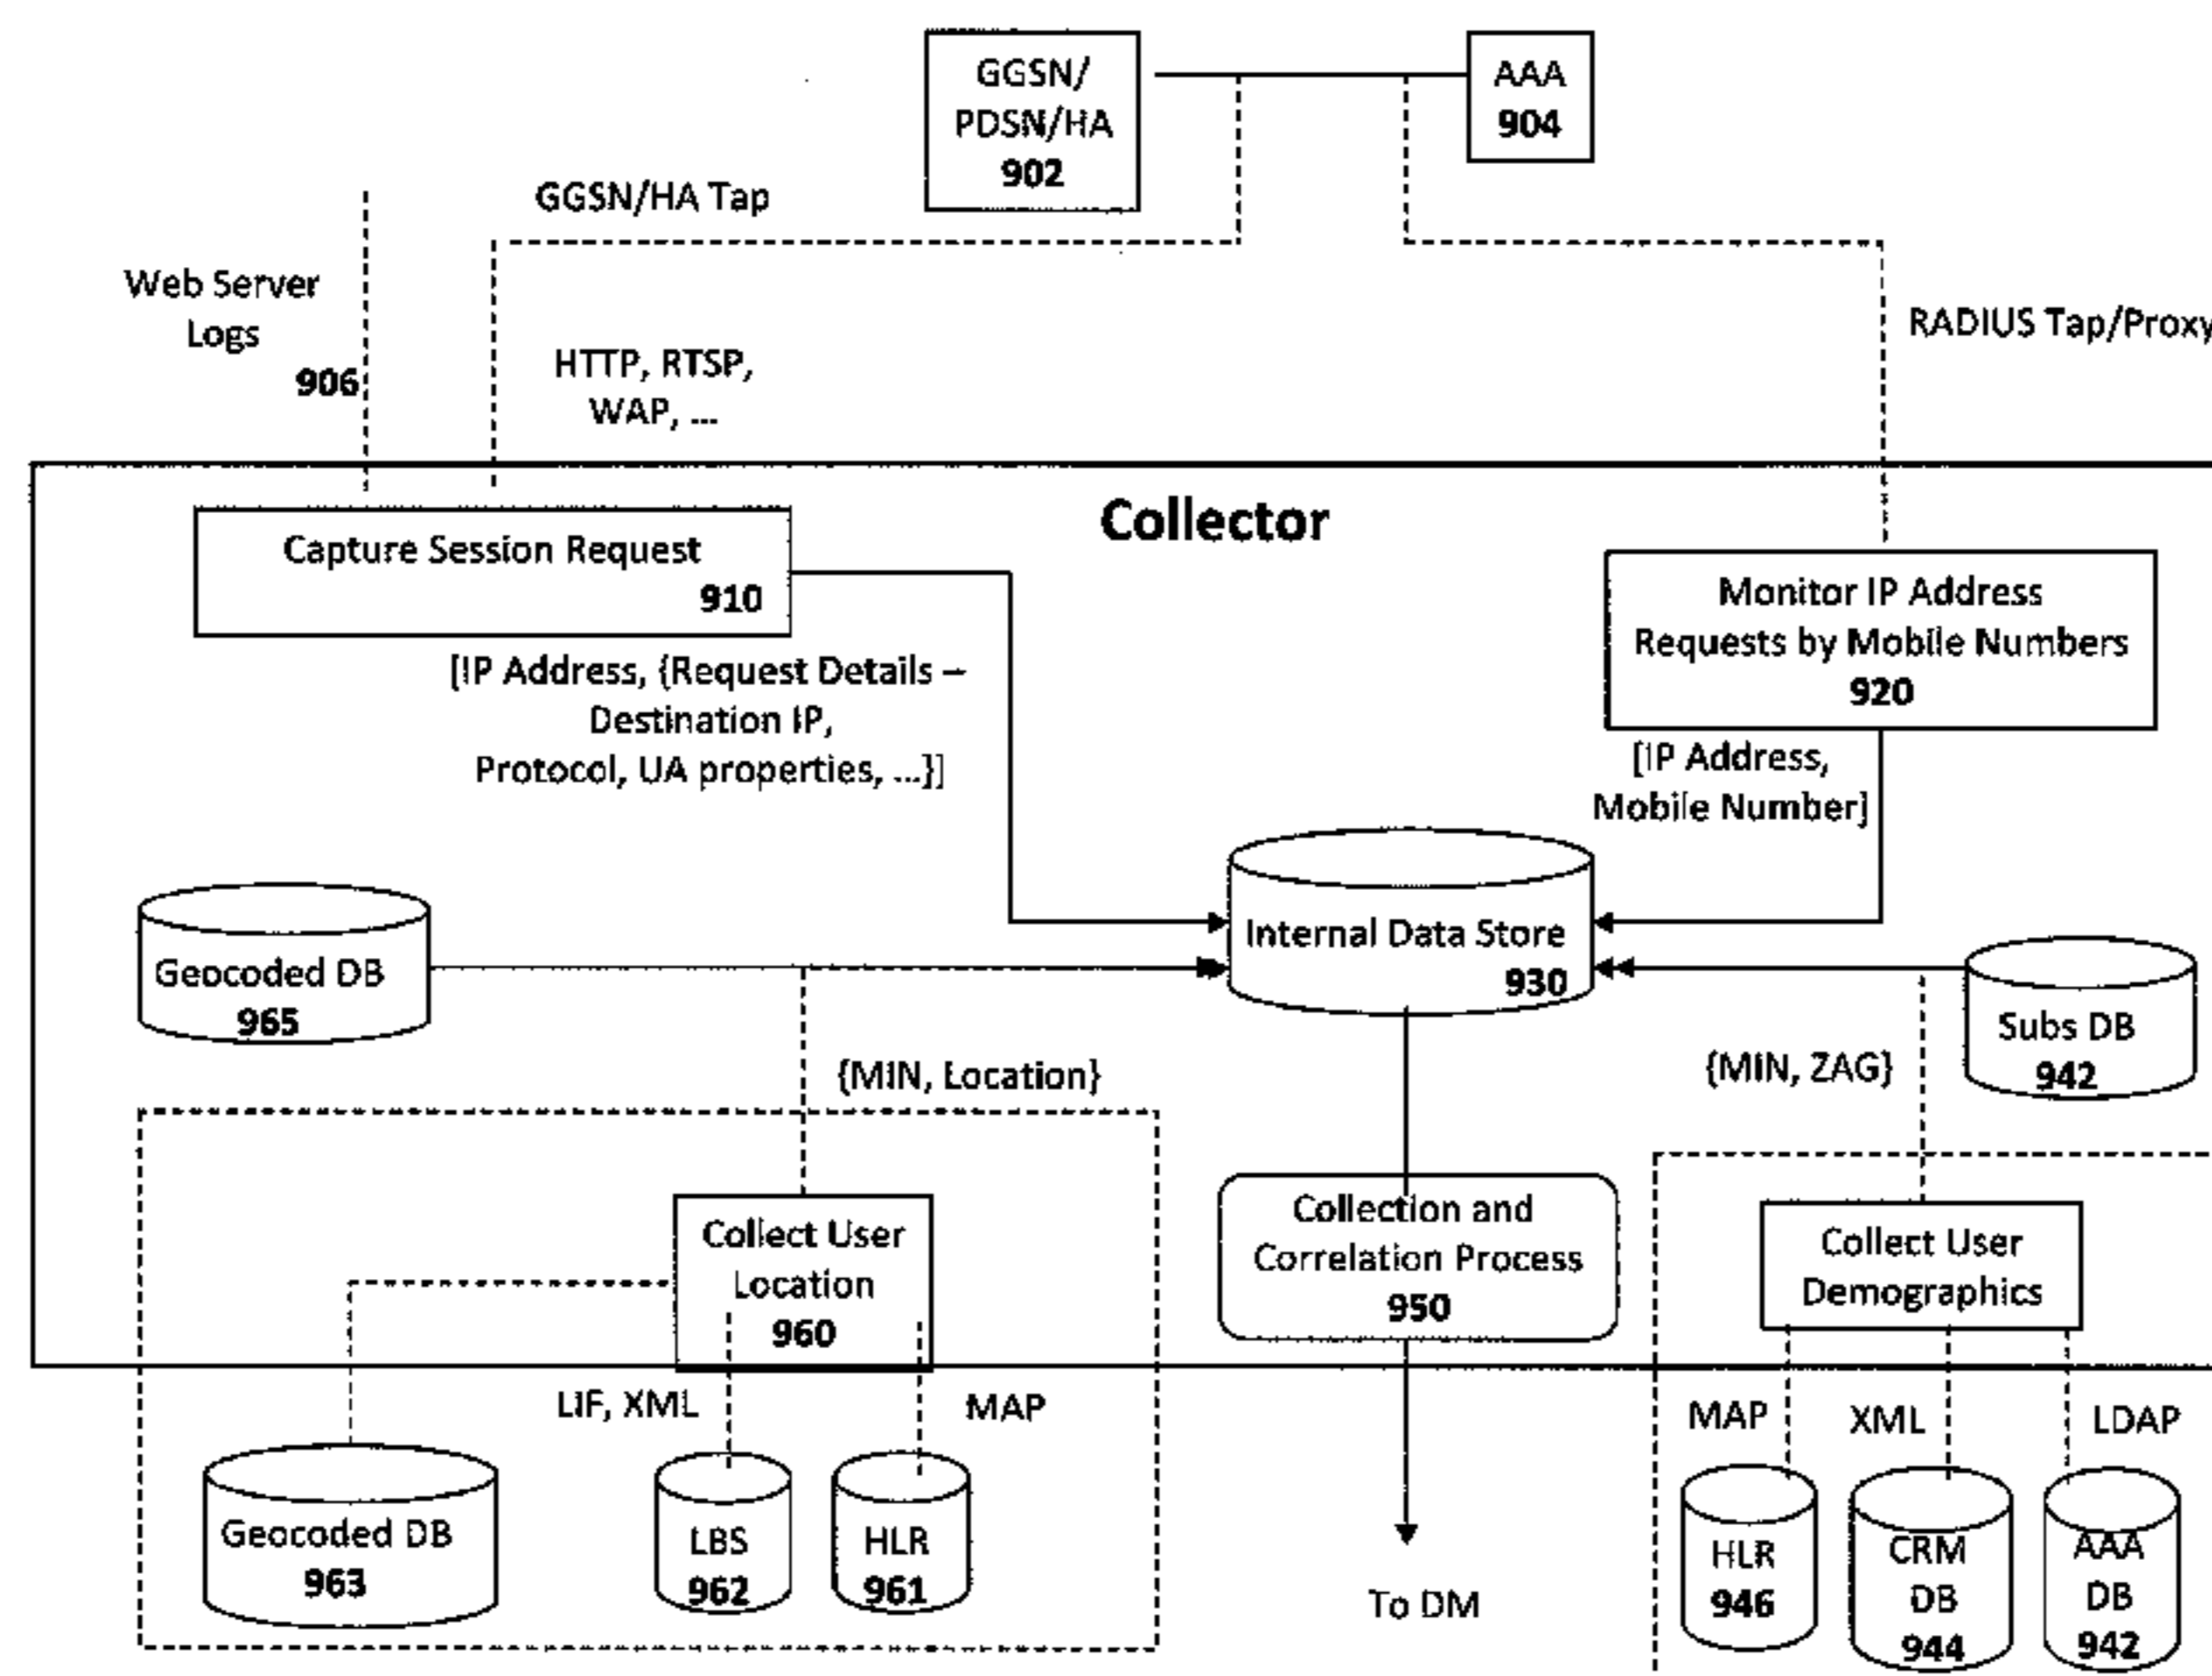 GGSN/
PDSN/HA
902
AAA
904
GGSN/HA Tap
Web Server
Logs
906
HTTP, RTSP,
WAP, ...
RADIUS Tap/Proxy
Collector
Capture Session Request
910
Monitor IP Address
Requests by Mobile Numbers
920
[IP Address, {Request Details –
Destination IP,
Protocol, UA properties, ...}]
[IP Address,
Mobile Number]
Internal Data Store
930
Geocoded DB
965
Subs DB
942
{MIN, Location}
{MIN, ZAG}
Collect User
Location
960
Collection and
Correlation Process
950
Collect User
Demographics
LIF, XML
MAP
MAP
XML
LDAP
Geocoded DB
963
LBS
962
HLR
961
To DM
HLR
946
CRM
DB
944
AAA
DB
942